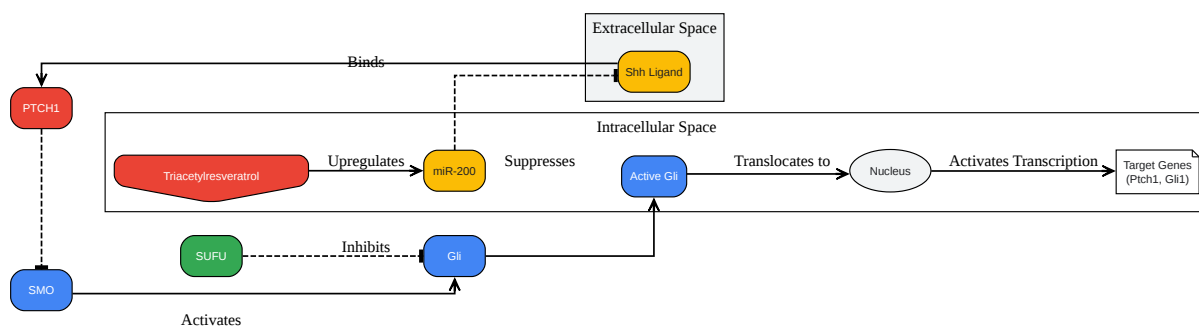 Extracellular Space
Binds
Shh Ligand
PTCH1
Intracellular Space
Triacetylresveratrol
Upregulates
miR-200
Suppresses
Active Gli
Translocates to
Nucleus
Activates Transcription
Target Genes
(Ptch1, Gli1)
SUFU
Inhibits
Gli
SMO
Activates